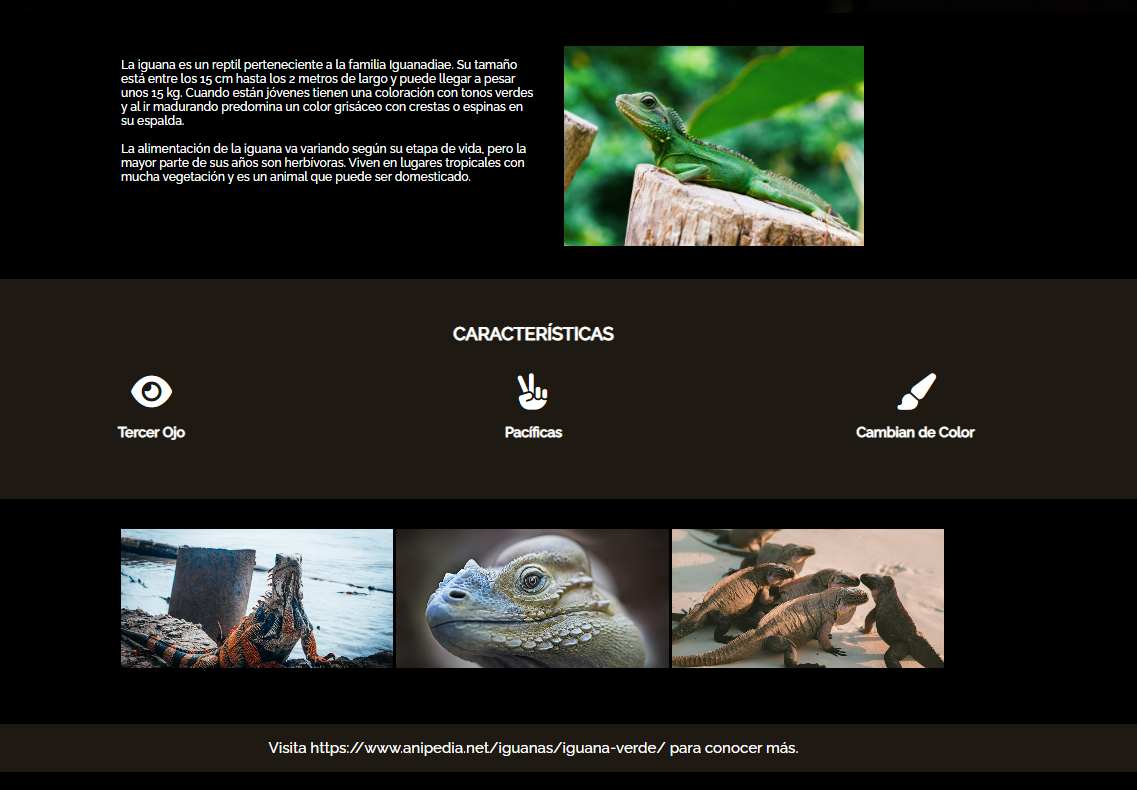 La iguana es un reptil perteneciente a la familia Iguanadiae. Su tamaño
está entre los 15 cm hasta los 2 metros de largo y puede llegar a pesar
unos 15 kg. Cuando están jóvenes tienen una coloración con tonos verdes
y al ir madurando predomina un color grisáceo con crestas o espinas en
su espalda.
La alimentación de la iguana va variando según su etapa de vida, pero la
mayor parte de sus años son herbívoras. Viven en lugares tropicales con
mucha vegetación y es un animal que puede ser domesticado.
CARACTERÍSTICAS
Tercer Ojo
Pacíficas
Cambian de Color
Visita https://www.anipedia.net/iguanas/iguana-verde/ para conocer más.